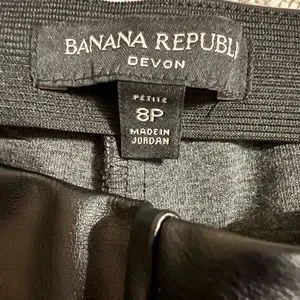 BANANA REPUBLI
DEVON
PETITE
8P
MADE IN
JORDAN